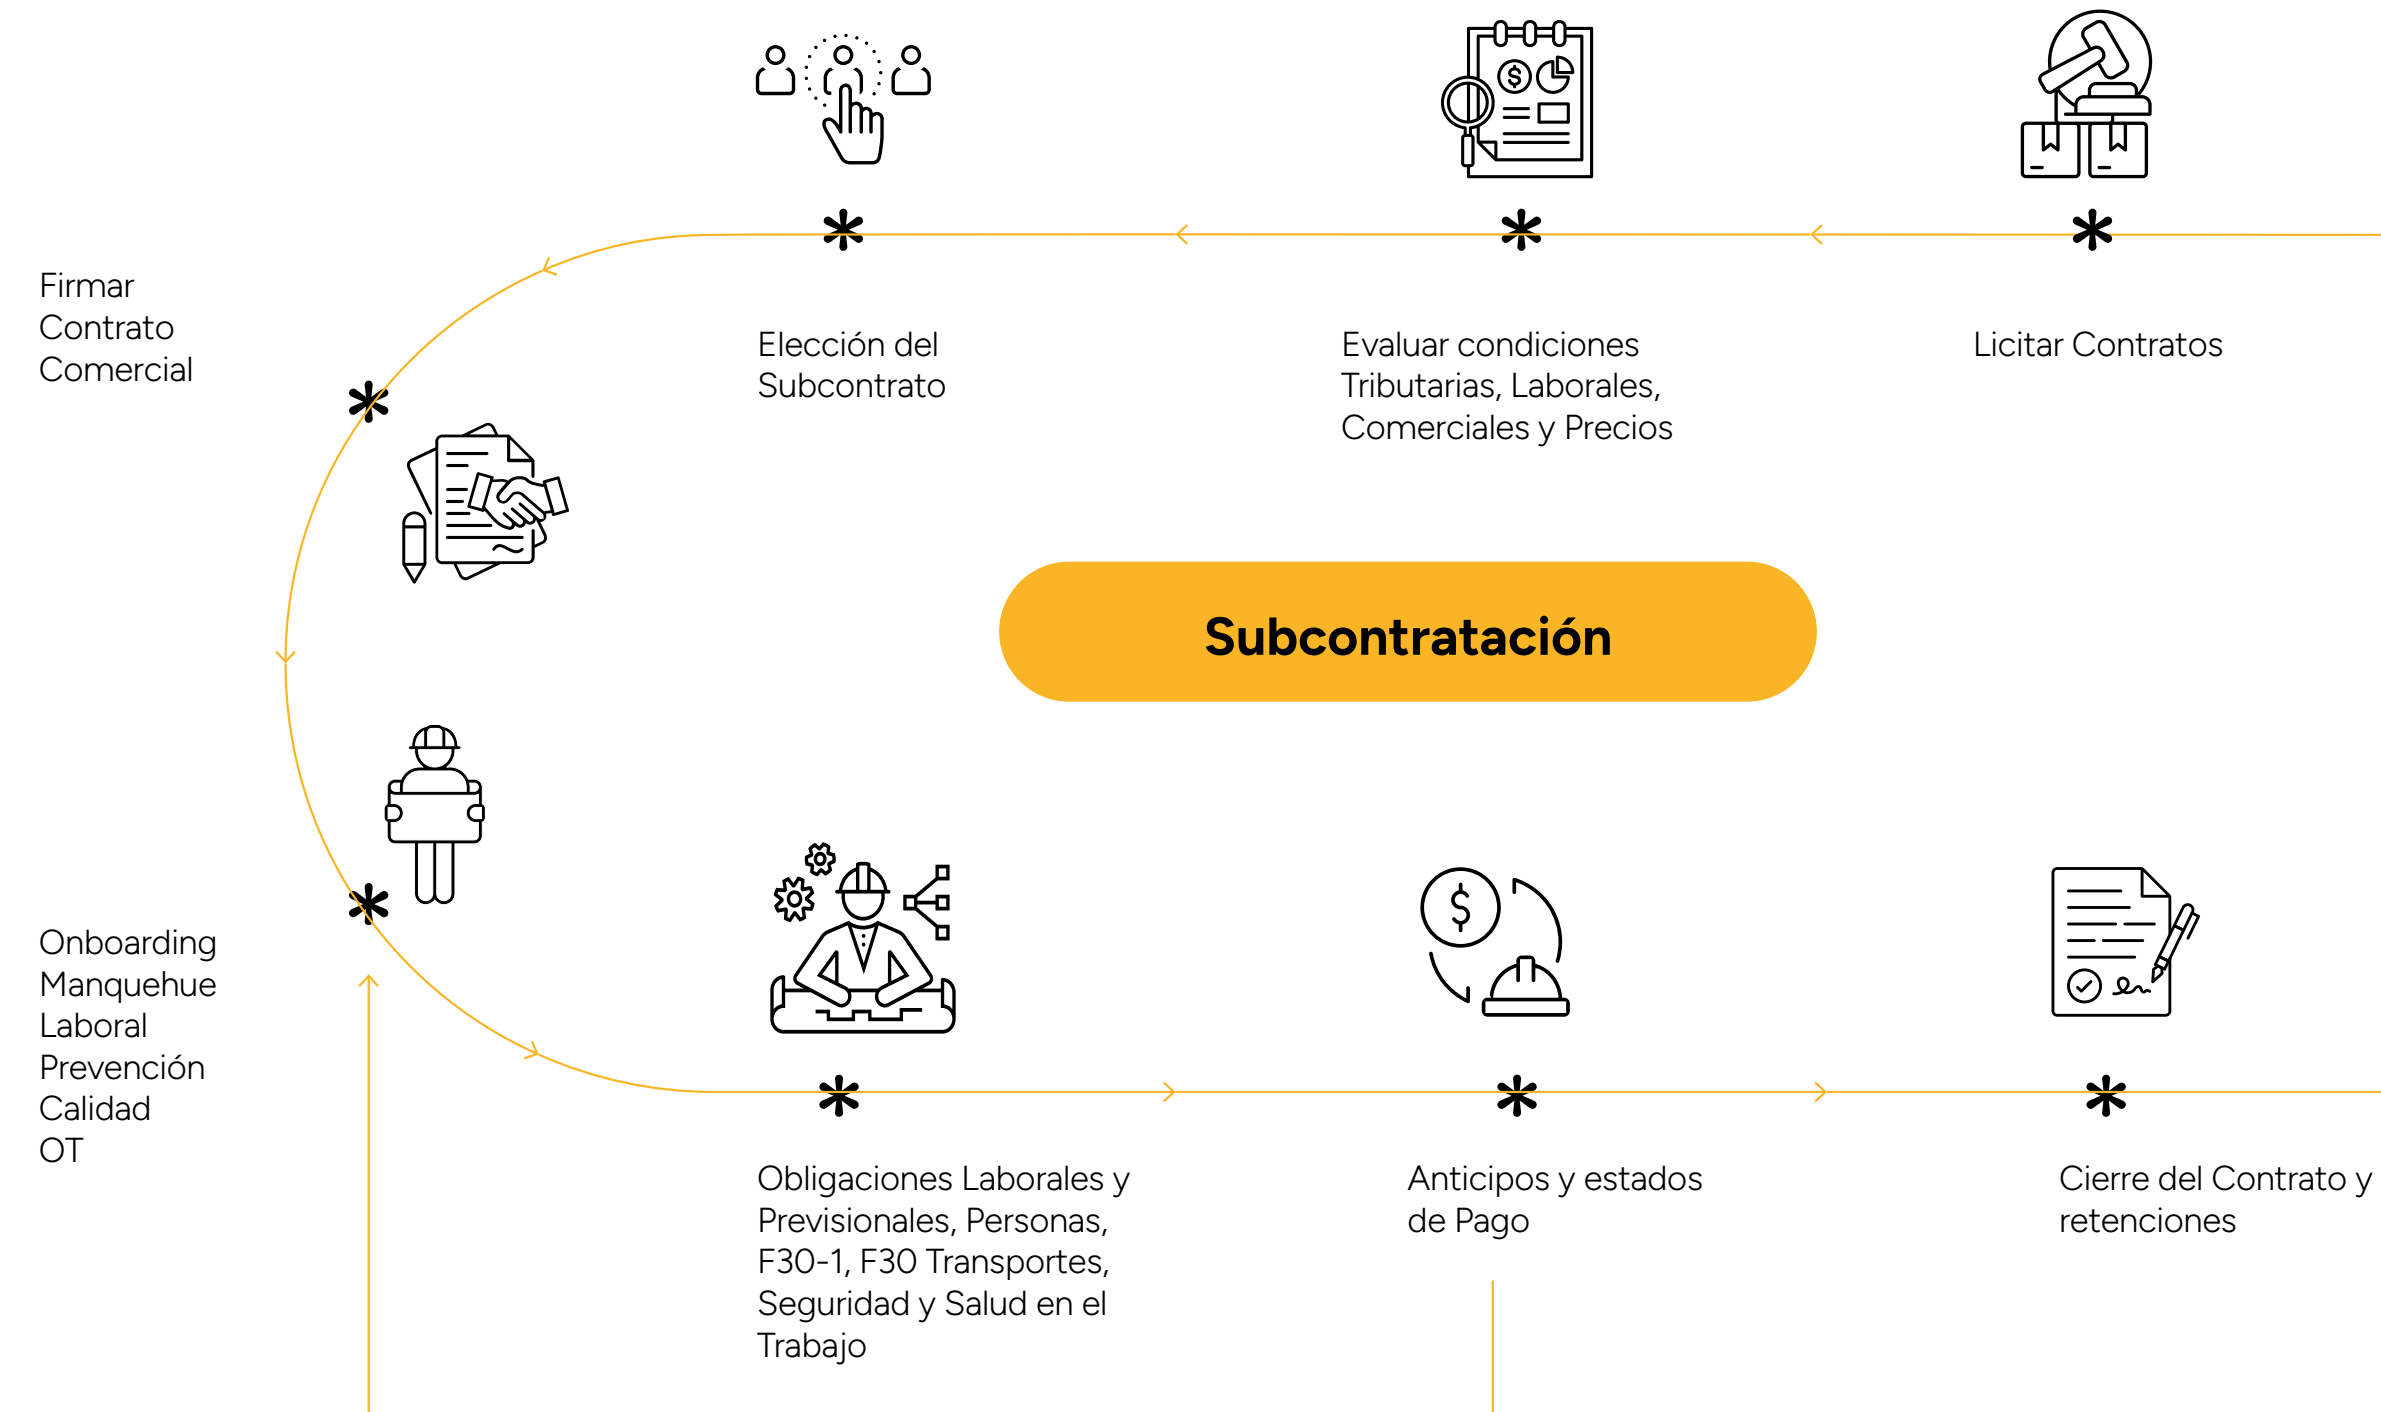 Firmar
Contrato
Comercial
Elección del
Subcontrato
Evaluar condiciones
Tributarias, Laborales,
Comerciales y Precios
Licitar Contratos
Subcontratación
Onboarding
Manquehue
Laboral
Prevención
Calidad
OT
Obligaciones Laborales y
Previsionales, Personas,
F30-1, F30 Transportes,
Seguridad y Salud en el
Trabajo
Anticipos y estados
de Pago
Cierre del Contrato y
retenciones